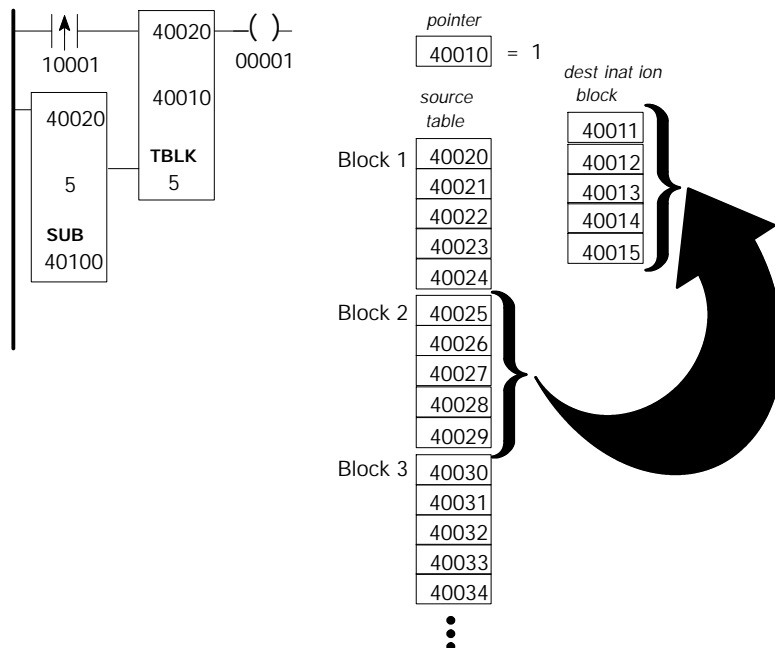 40020
( )
10001
00001
40010
TBLK
5
40020
5
SUB
40100
pointer
40010 = 1
source
table
dest inat ion
block
Block 1
40020
40021
40022
40023
40024
Block 2
40025
40026
40027
40028
40029
Block 3
40030
40031
40032
40033
40034
40011
40012
40013
40014
40015